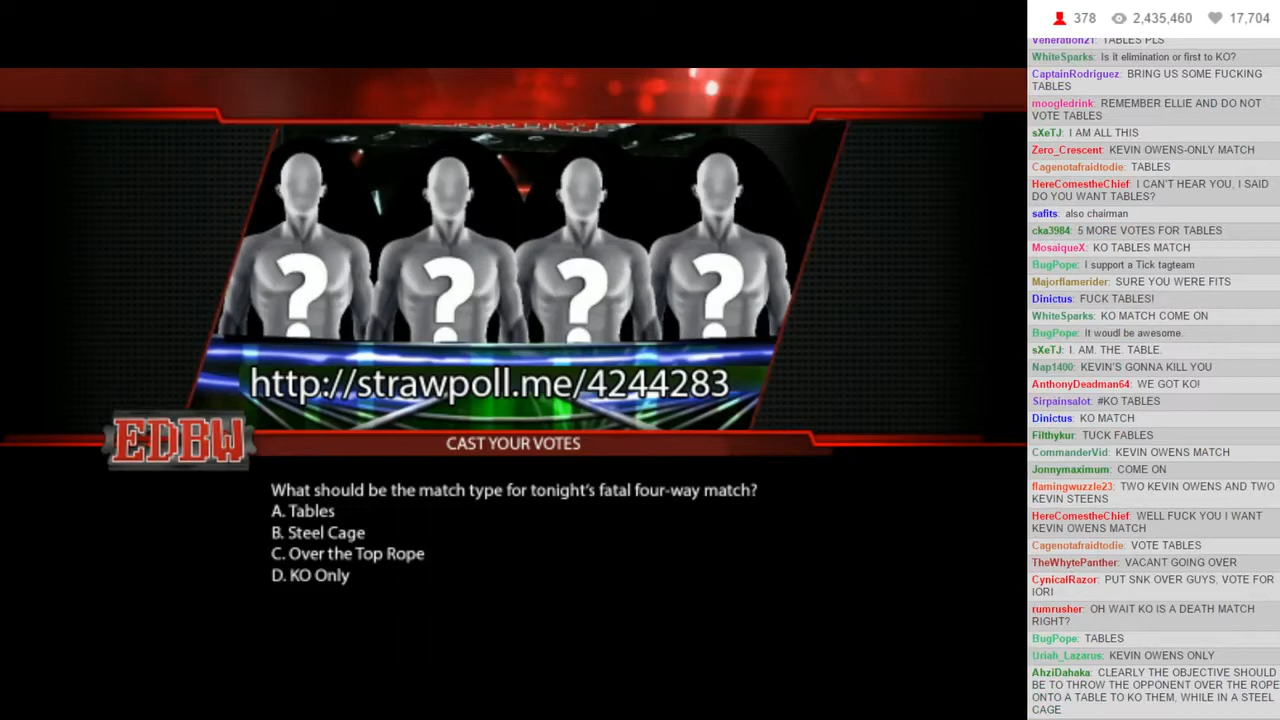 378 2,435,460 17,704
Veneration21: TABLES PLS
WhiteSparks: Is it elimination or first to KO?
CaptainRodriguez: BRING US SOME FUCKING
TABLES
moogledrink: REMEMBER ELLIE AND DO NOT
VOTE TABLES
sXeTJ: I AM ALL THIS
Zero_Crescent: KEVIN OWENS-ONLY MATCH
Cagenotafraidtodie: TABLES
HereComestheChief: I CAN'T HEAR YOU, I SAID
DO YOU WANT TABLES?
safits: also chairman
cka3984: 5 MORE VOTES FOR TABLES
MosaiqueX: KO TABLES MATCH
BugPope: I support a Tick tagteam
Majorflamerider: SURE YOU WERE FITS
Dinictus: FUCK TABLES!
WhiteSparks: KO MATCH COME ON
BugPope: It woudl be awesome.
sXeTJ: I. AM. THE. TABLE.
Nap1400: KEVIN'S GONNA KILL YOU
AnthonyDeadman64: WE GOT KO!
Sirpainsalot: #KO TABLES
Dinictus: KO MATCH
Filthykur: TUCK FABLES
CommanderVid: KEVIN OWENS MATCH
Jonnymaximum: COME ON
flamingwuzzle23: TWO KEVIN OWENS AND TWO
KEVIN STEENS
HereComestheChief: WELL FUCK YOU I WANT
KEVIN OWENS MATCH
Cagenotafraidtodie: VOTE TABLES
TheWhytePanther: VACANT GOING OVER
CynicalRazor: PUT SNK OVER GUYS, VOTE FOR
IORI
rumrusher: OH WAIT KO IS A DEATH MATCH
RIGHT?
BugPope: TABLES
Uriah_Lazarus: KEVIN OWENS ONLY
AhziDahaka: CLEARLY THE OBJECTIVE SHOULD
BE TO THROW THE OPPONENT OVER THE ROPE
ONTO A TABLE TO KO THEM, WHILE IN A STEEL
CAGE
? ? ? ?
http://strawpoll.me/4244283
EDBW
CAST YOUR VOTES
What should be the match type for tonight's fatal four-way match?
A. Tables
B. Steel Cage
C. Over the Top Rope
D. KO Only